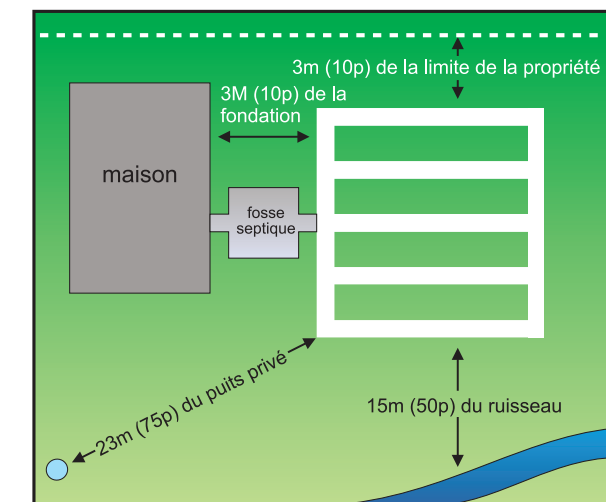 3m (10p) de la limite de la propriété
3M (10p) de la
fondation
maison
fosse
septique
23m (75p) du puits privé
15m (50p) du ruisseau